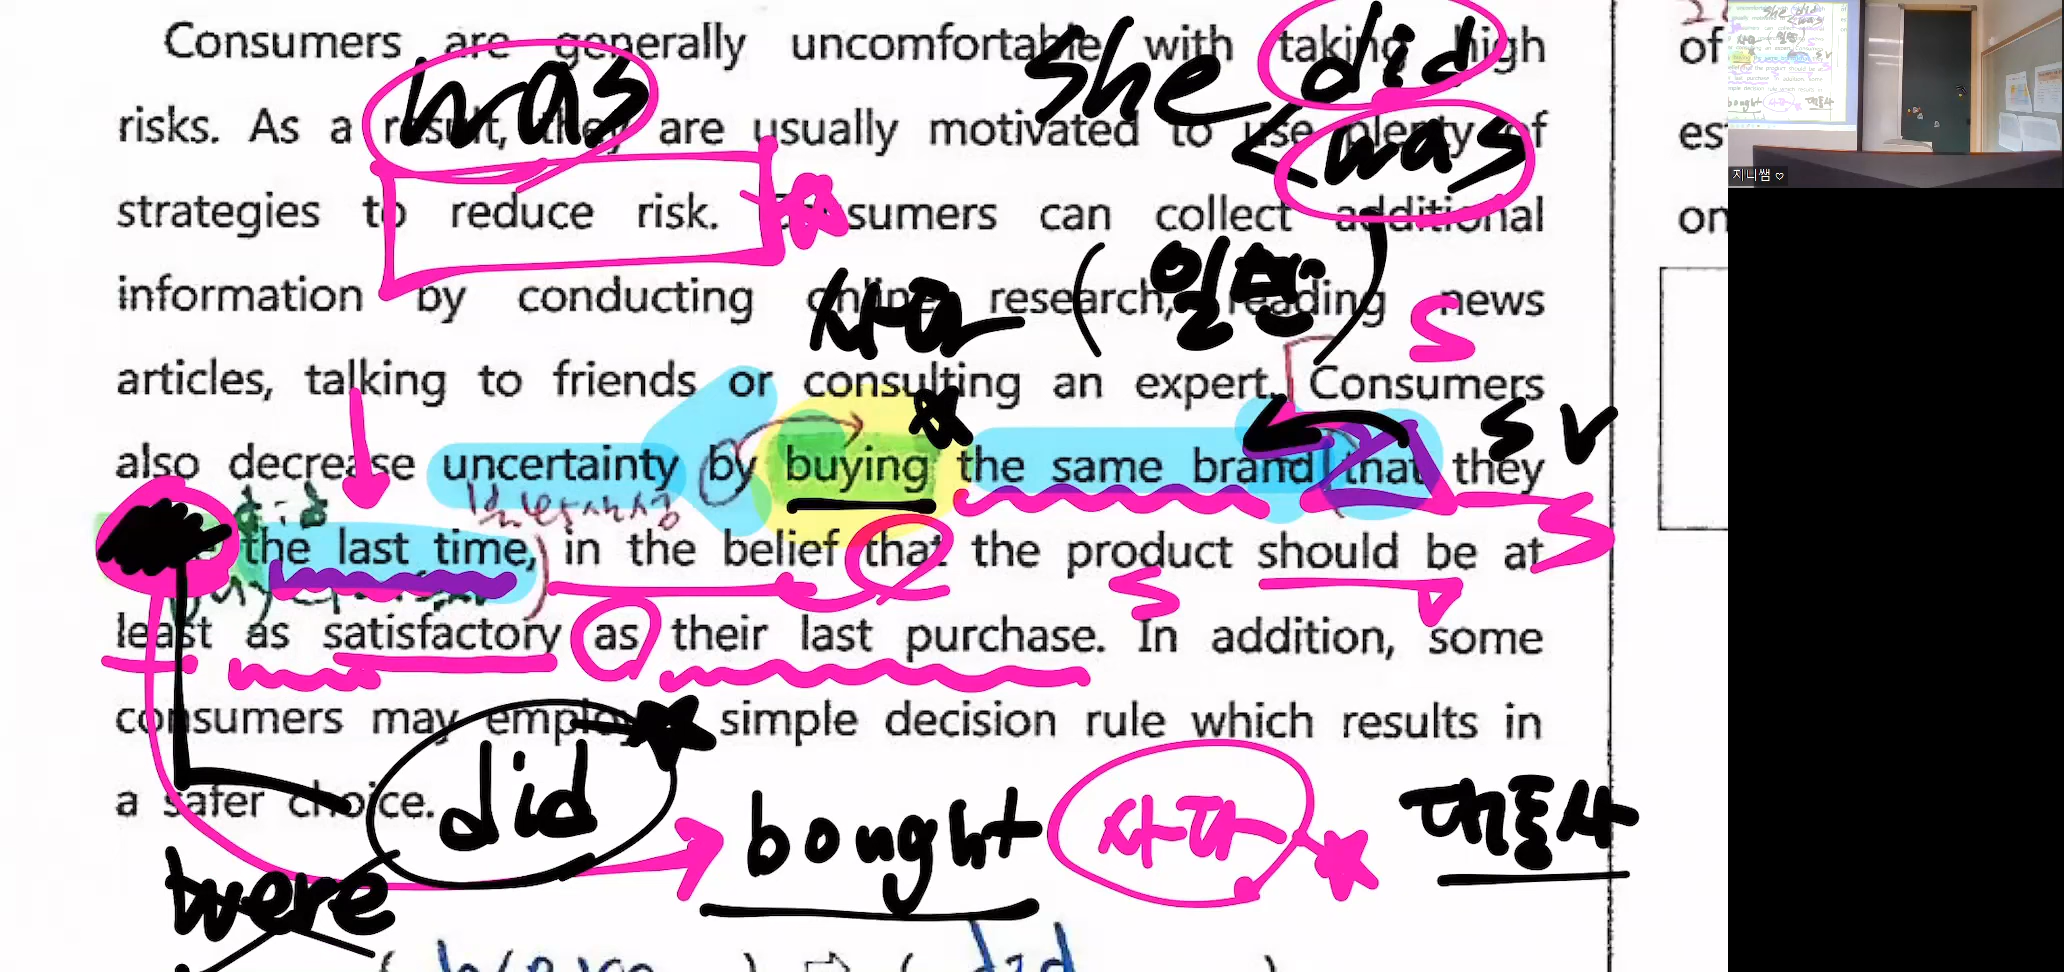 Consumers are generally uncomfortable with taking high
risks. As a result, they are usually motivated to use plenty of
strategies to reduce risk. Consumers can collect additional
information by conducting online research, reading news
articles, talking to friends or consulting an expert. Consumers
also decrease uncertainty by buying the same brand that they
the last time, in the belief that the product should be at
least as satisfactory as their last purchase. In addition, some
consumers may employ simple decision rule which results in
a safer choice.
was
she did
was
사다
S
S V
did
S
S
did
bought
사다
대동사
were
did
of
es
on
지니쌤 ♡